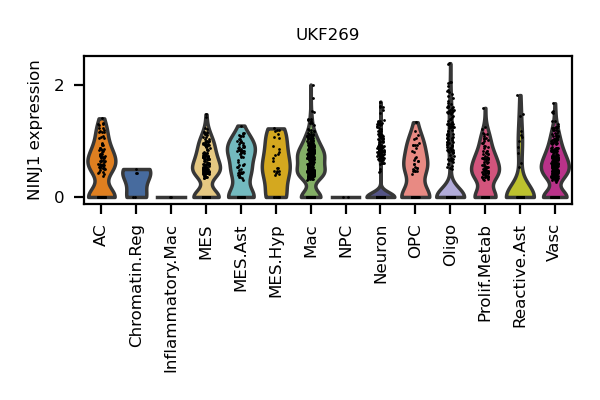 UKF269
NINJ1 expression
2
0
AC
Chromatin.Reg
Inflammatory.Mac
MES
MES.Ast
MES.Hyp
Mac
NPC
Neuron
OPC
Oligo
Prolif.Metab
Reactive.Ast
Vasc